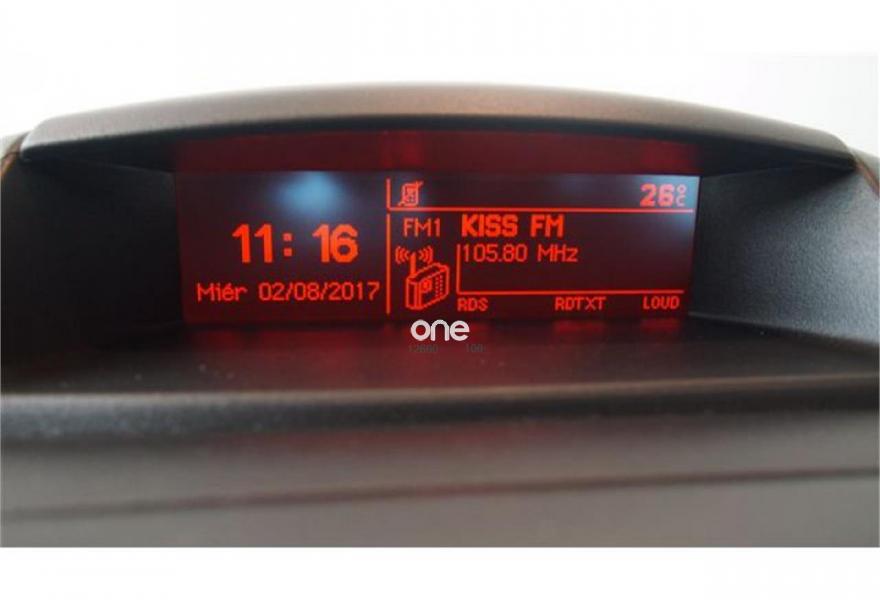 26°C
FM1 KISS FM
11:16
105.80 MHz
Miér 02/08/2017
RDS RDTXT LOUD
one